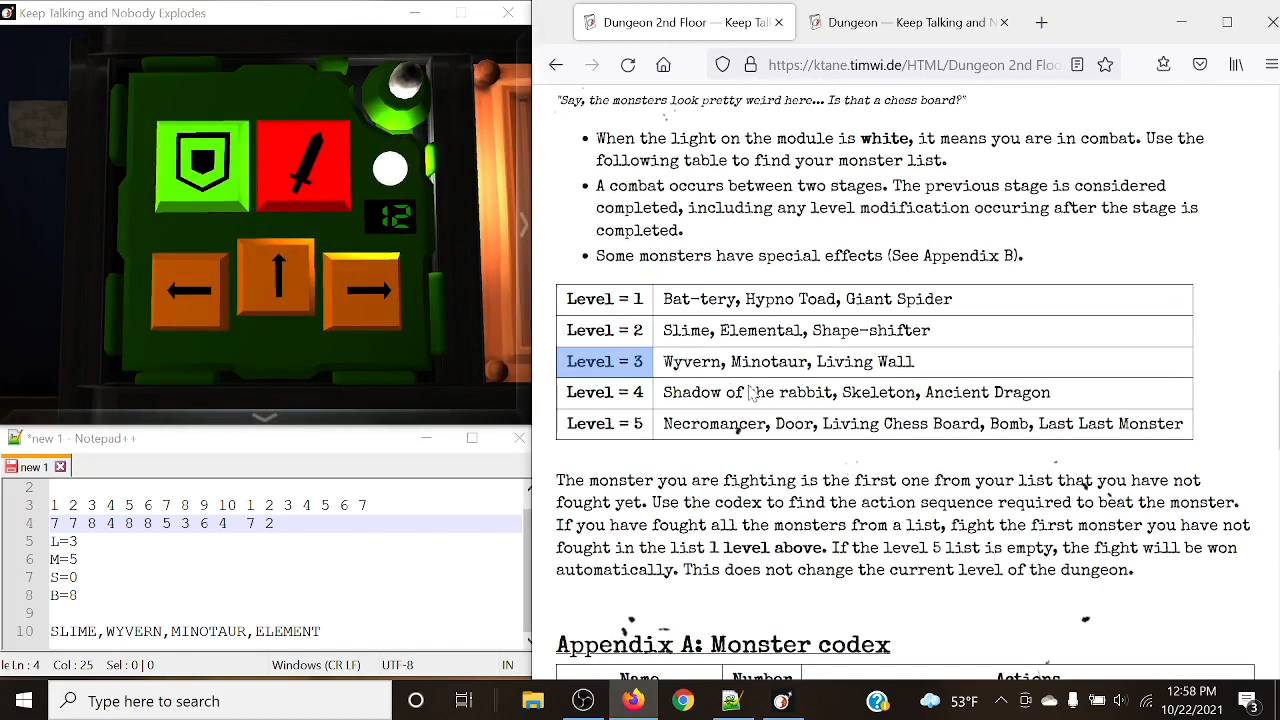 Keep Talking and Nobody Explodes
12
*new 1 - Notepad++
new 1
2
3 1 2 3 4 5 6 7 8 9 10 1 2 3 4 5 6 7
4 7 7 8 4 8 8 5 3 6 4 7 2
5 L=3
6 M=5
7 S=0
8 B=8
9
10 SLIME,WYVERN,MINOTAUR,ELEMENT
le Ln : 4 Col : 25 Sel : 0 | 0 Windows (CR LF) UTF-8 IN
Dungeon 2nd Floor — Keep Talking
Dungeon — Keep Talking and N
https://ktane.timwi.de/HTML/Dungeon 2nd Floo
"Say, the monsters look pretty weird here... Is that a chess board?"
• When the light on the module is white, it means you are in combat. Use the
following table to find your monster list.
• A combat occurs between two stages. The previous stage is considered
completed, including any level modification occuring after the stage is
completed.
• Some monsters have special effects (See Appendix B).
Level = 1 Bat-tery, Hypno Toad, Giant Spider
Level = 2 Slime, Elemental, Shape-shifter
Level = 3 Wyvern, Minotaur, Living Wall
Level = 4 Shadow of the rabbit, Skeleton, Ancient Dragon
Level = 5 Necromancer, Door, Living Chess Board, Bomb, Last Last Monster
The monster you are fighting is the first one from your list that you have not
fought yet. Use the codex to find the action sequence required to beat the monster.
If you have fought all the monsters from a list, fight the first monster you have not
fought in the list 1 level above. If the level 5 list is empty, the fight will be won
automatically. This does not change the current level of the dungeon.
Appendix A: Monster codex
Name Number Actions
Type here to search
53°F
12:58 PM
10/22/2021
3